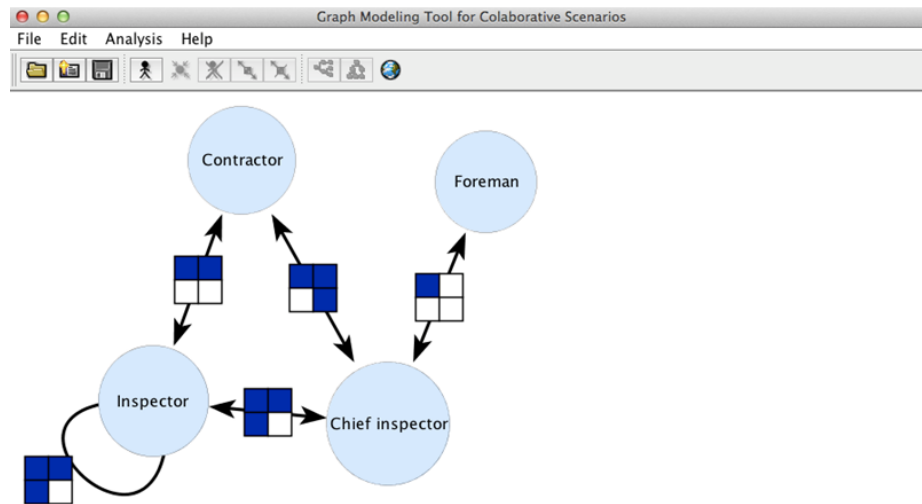 Graph Modeling Tool for Colaborative Scenarios
File Edit Analysis Help
Contractor
Foreman
Inspector
Chief inspector